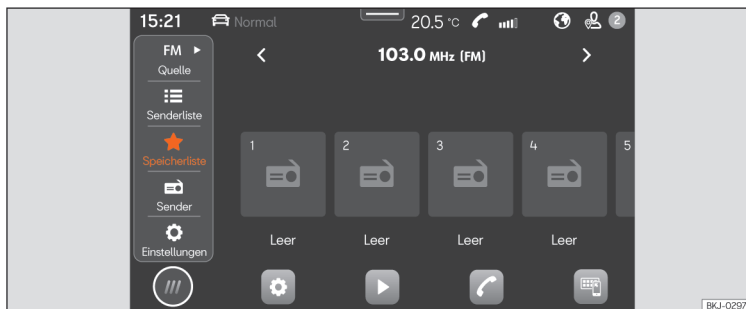 15:21 Normal 20.5 °C 2
FM
Quelle
103.0 MHz (FM)
Senderliste
Speicherliste
1 2 3 4 5
Sender
Leer Leer Leer Leer
Einstellungen
BKJ-0297